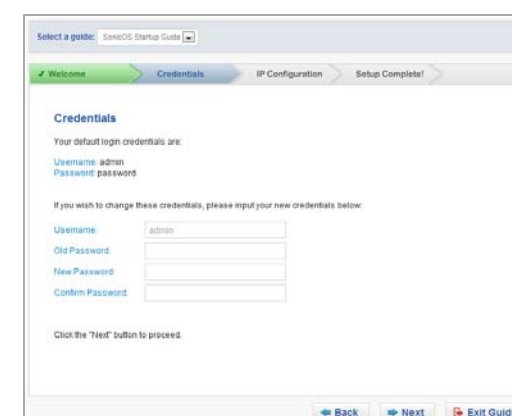 Select a guide: SonicOS Startup Guide
✔ Welcome Credentials IP Configuration Setup Complete!
Credentials
Your default login credentials are:
Username: admin
Password: password
If you wish to change these credentials, please input your new credentials below:
Username: admin
Old Password:
New Password:
Confirm Password:
Click the "Next" button to proceed.
Back Next Exit Guid